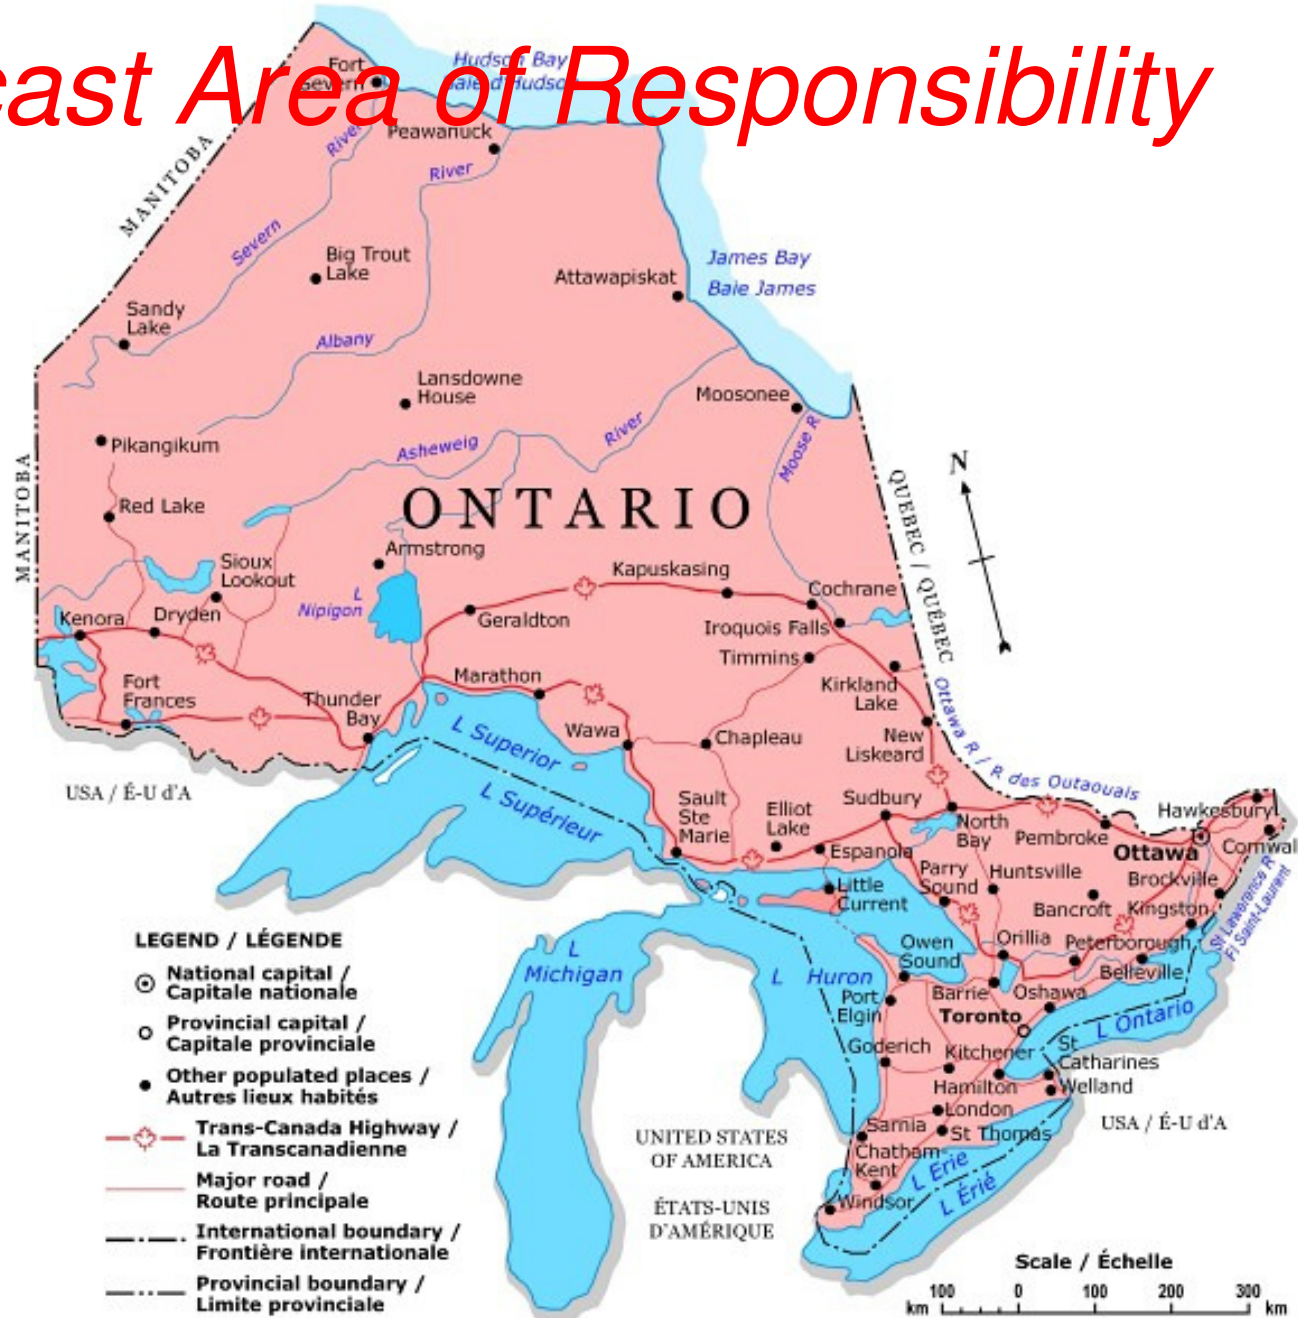 cast Area of Responsibility
Hudson Bay
Baie d'Hudson
Fort
Severn
Peawanuck
River
River
MANITOBA
Severn
Big Trout
Lake
Attawapiskat
James Bay
Baie James
Sandy
Lake
Albany
Lansdowne
House
Moosonee
Pikangikum
Asheweig
River
Moose R
MANITOBA
N
QUEBEC / QUÉBEC
Red Lake
ONTARIO
Armstrong
Sioux
Lookout
Kapuskasing
Cochrane
L
Nipigon
Kenora
Dryden
Geraldton
Iroquois Falls
Timmins
Marathon
Kirkland
Lake
Fort
Frances
Thunder
Bay
Ottawa R / R des Outaouais
L Superior
Wawa
Chapleau
New
Liskeard
USA / É-U d'A
L Supérieur
Sault
Ste
Marie
Elliot
Lake
Sudbury
North
Bay
Pembroke
Hawkesbury
Ottawa
Cornwal
Espanola
Parry
Sound
Huntsville
Brockville
Little
Current
Bancroft
Kingston
St Lawerence R
Fl Saint-Laurent
LEGEND / LÉGENDE
National capital /
Capitale nationale
Provincial capital /
Capitale provinciale
Other populated places /
Autres lieux habités
Trans-Canada Highway /
La Transcanadienne
Major road /
Route principale
International boundary /
Frontière internationale
Provincial boundary /
Limite provinciale
L
Michigan
L Huron
Owen
Sound
Orillia
Peterborough
Belleville
Port
Elgin
Barrie
Oshawa
Toronto
L Ontario
Goderich
Kitchener
St
Catharines
Hamilton
Welland
London
USA / É-U d'A
Sarnia
St Thomas
UNITED STATES
OF AMERICA
Chatham-
Kent
L Erie
L Érié
Windsor
ÉTATS-UNIS
D'AMÉRIQUE
Scale / Échelle
100 0 100 200 300
km km